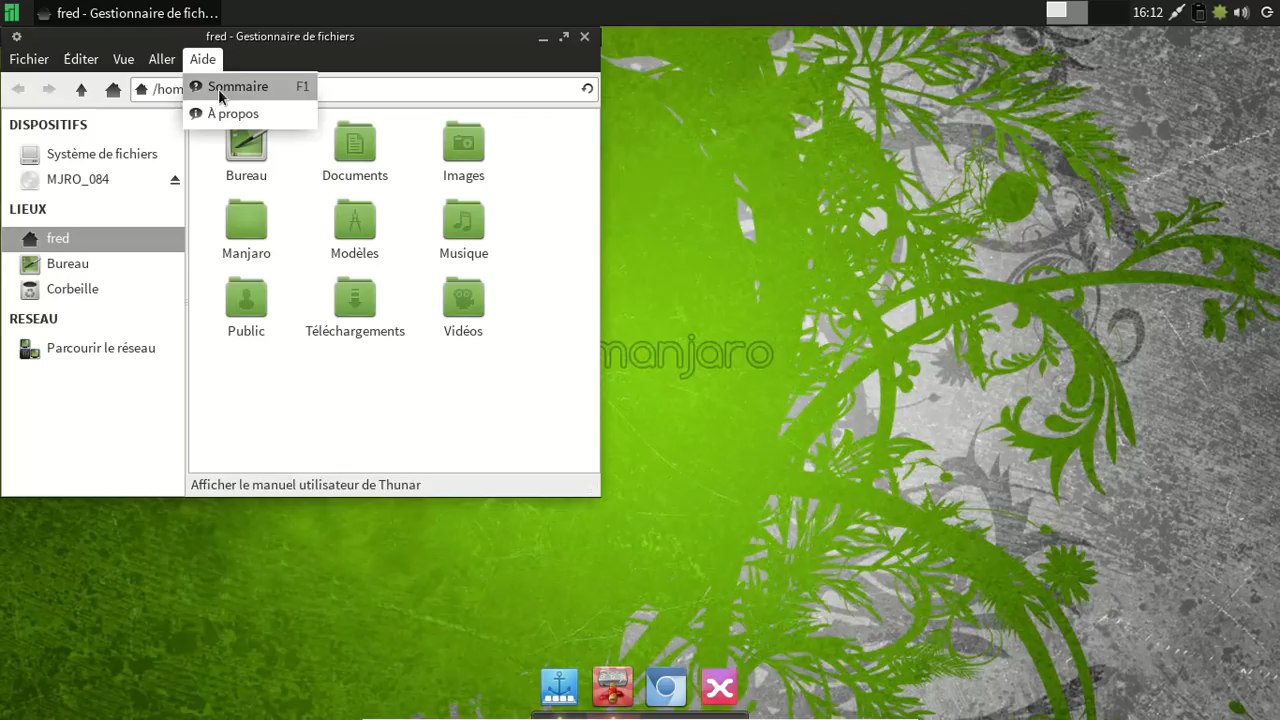 fred - Gestionnaire de fich...
16:12
fred - Gestionnaire de fichiers
Fichier Éditer Vue Aller Aide
/hom
Sommaire F1
À propos
DISPOSITIFS
Système de fichiers
MJRO_084
LIEUX
fred
Bureau
Corbeille
RESEAU
Parcourir le réseau
Bureau Documents Images
Manjaro Modèles Musique
Public Téléchargements Vidéos
Afficher le manuel utilisateur de Thunar
manjaro